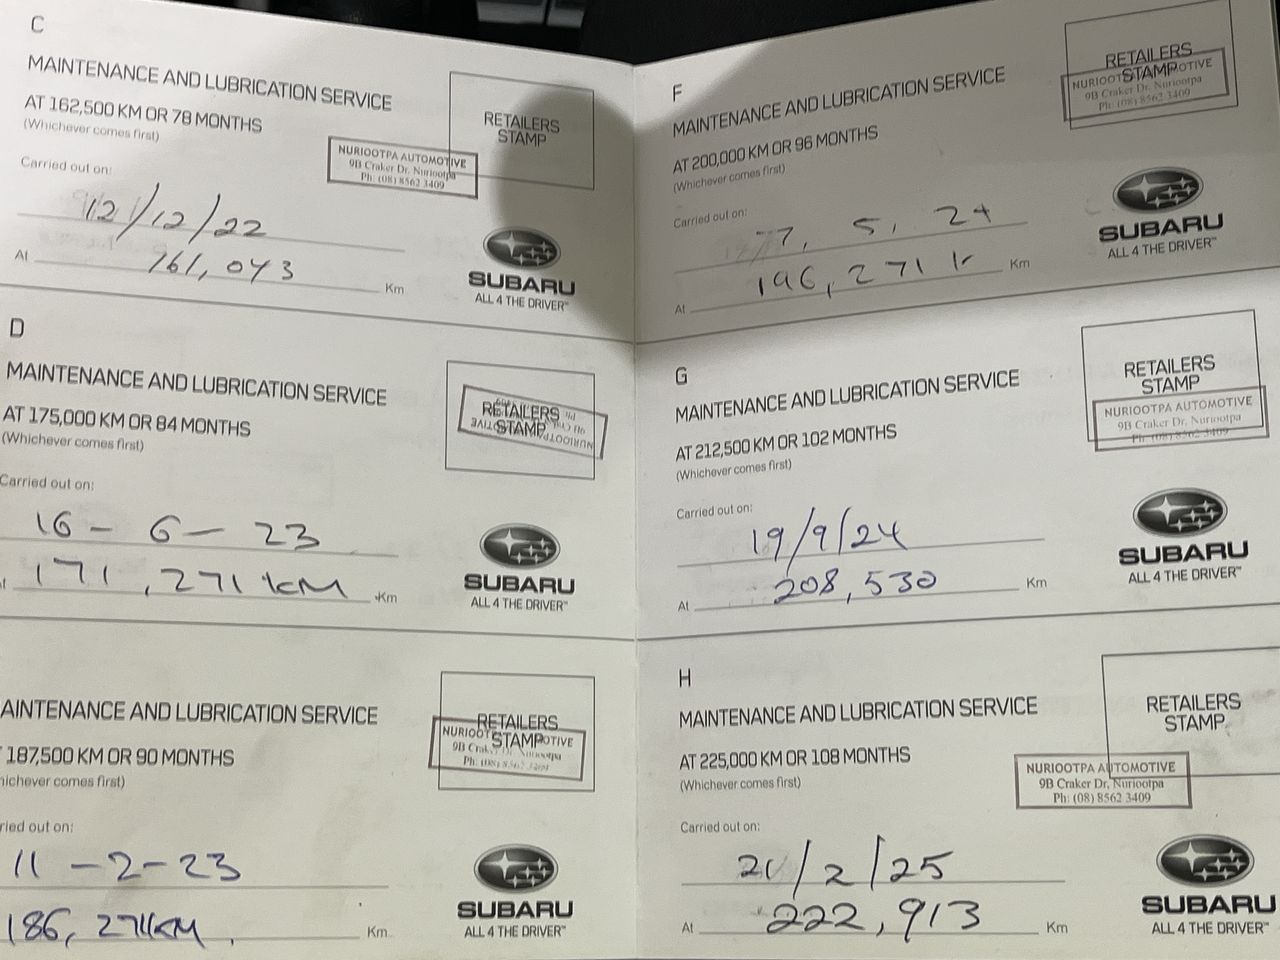 C
MAINTENANCE AND LUBRICATION SERVICE
AT 162,500 KM OR 78 MONTHS
(Whichever comes first)
RETAILERS
STAMP
NURIOOTPA AUTOMOTIVE
9B Craker Dr, Nuriootpa
Ph: (08) 8562 3409
Carried out on:
12/12/22
At 161,043 Km
SUBARU
ALL 4 THE DRIVER™
D
MAINTENANCE AND LUBRICATION SERVICE
AT 175,000 KM OR 84 MONTHS
(Whichever comes first)
RETAILERS
STAMP
Carried out on:
16 - 6 - 23
171,271 KM Km
SUBARU
ALL 4 THE DRIVER™
AINTENANCE AND LUBRICATION SERVICE
187,500 KM OR 90 MONTHS
hichever comes first)
RETAILERS
STAMP
9B Nuriootpa
ried out on:
11 - 2 - 23
186,271KM Km
SUBARU
ALL 4 THE DRIVER™
F
MAINTENANCE AND LUBRICATION SERVICE
AT 200,000 KM OR 96 MONTHS
(Whichever comes first)
RETAILERS
STAMP
9B Craker Dr, Nuriootpa
Ph: (08) 8562 3409
Carried out on:
7, 5, 24
At 196,271 Km
SUBARU
ALL 4 THE DRIVER™
G
MAINTENANCE AND LUBRICATION SERVICE
AT 212,500 KM OR 102 MONTHS
(Whichever comes first)
RETAILERS
STAMP
NURIOOTPA AUTOMOTIVE
9B Craker Dr, Nuriootpa
Ph: (08) 8562 3409
Carried out on:
19/9/24
At 208,530 Km
SUBARU
ALL 4 THE DRIVER™
H
MAINTENANCE AND LUBRICATION SERVICE
AT 225,000 KM OR 108 MONTHS
(Whichever comes first)
RETAILERS
STAMP
NURIOOTPA AUTOMOTIVE
9B Craker Dr, Nuriootpa
Ph: (08) 8562 3409
Carried out on:
/2/25
At 222,913 Km
SUBARU
ALL 4 THE DRIVER™